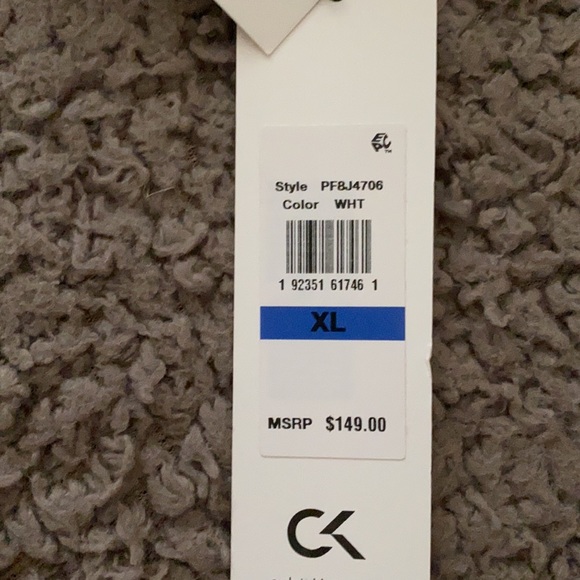 Style PF8J4706
Color WHT
1 92351 61746 1
XL
MSRP $149.00
CK